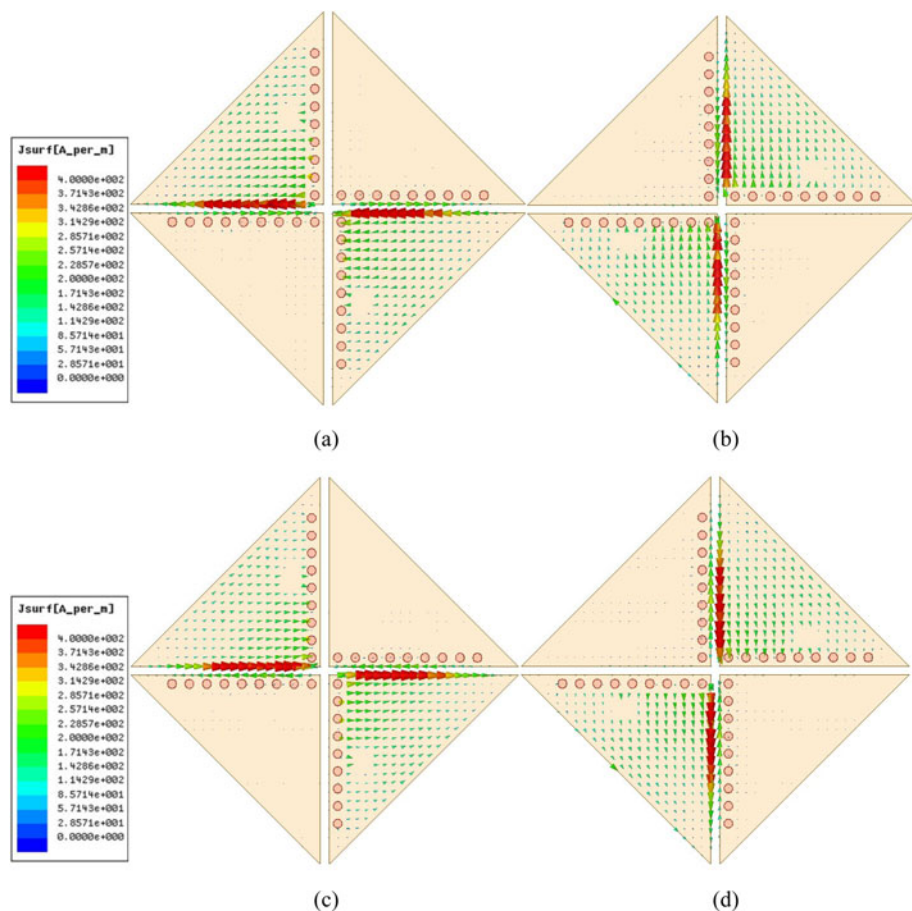 Jsurf[A_per_m]
4.0000e+002
3.7143e+002
3.4286e+002
3.1429e+002
2.8571e+002
2.5714e+002
2.2857e+002
2.0000e+002
1.7143e+002
1.4286e+002
1.1429e+002
8.5714e+001
5.7143e+001
2.8571e+001
0.0000e+000
(a)
(b)
Jsurf[A_per_m]
4.0000e+002
3.7143e+002
3.4286e+002
3.1429e+002
2.8571e+002
2.5714e+002
2.2857e+002
2.0000e+002
1.7143e+002
1.4286e+002
1.1429e+002
8.5714e+001
5.7143e+001
2.8571e+001
0.0000e+000
(c)
(d)